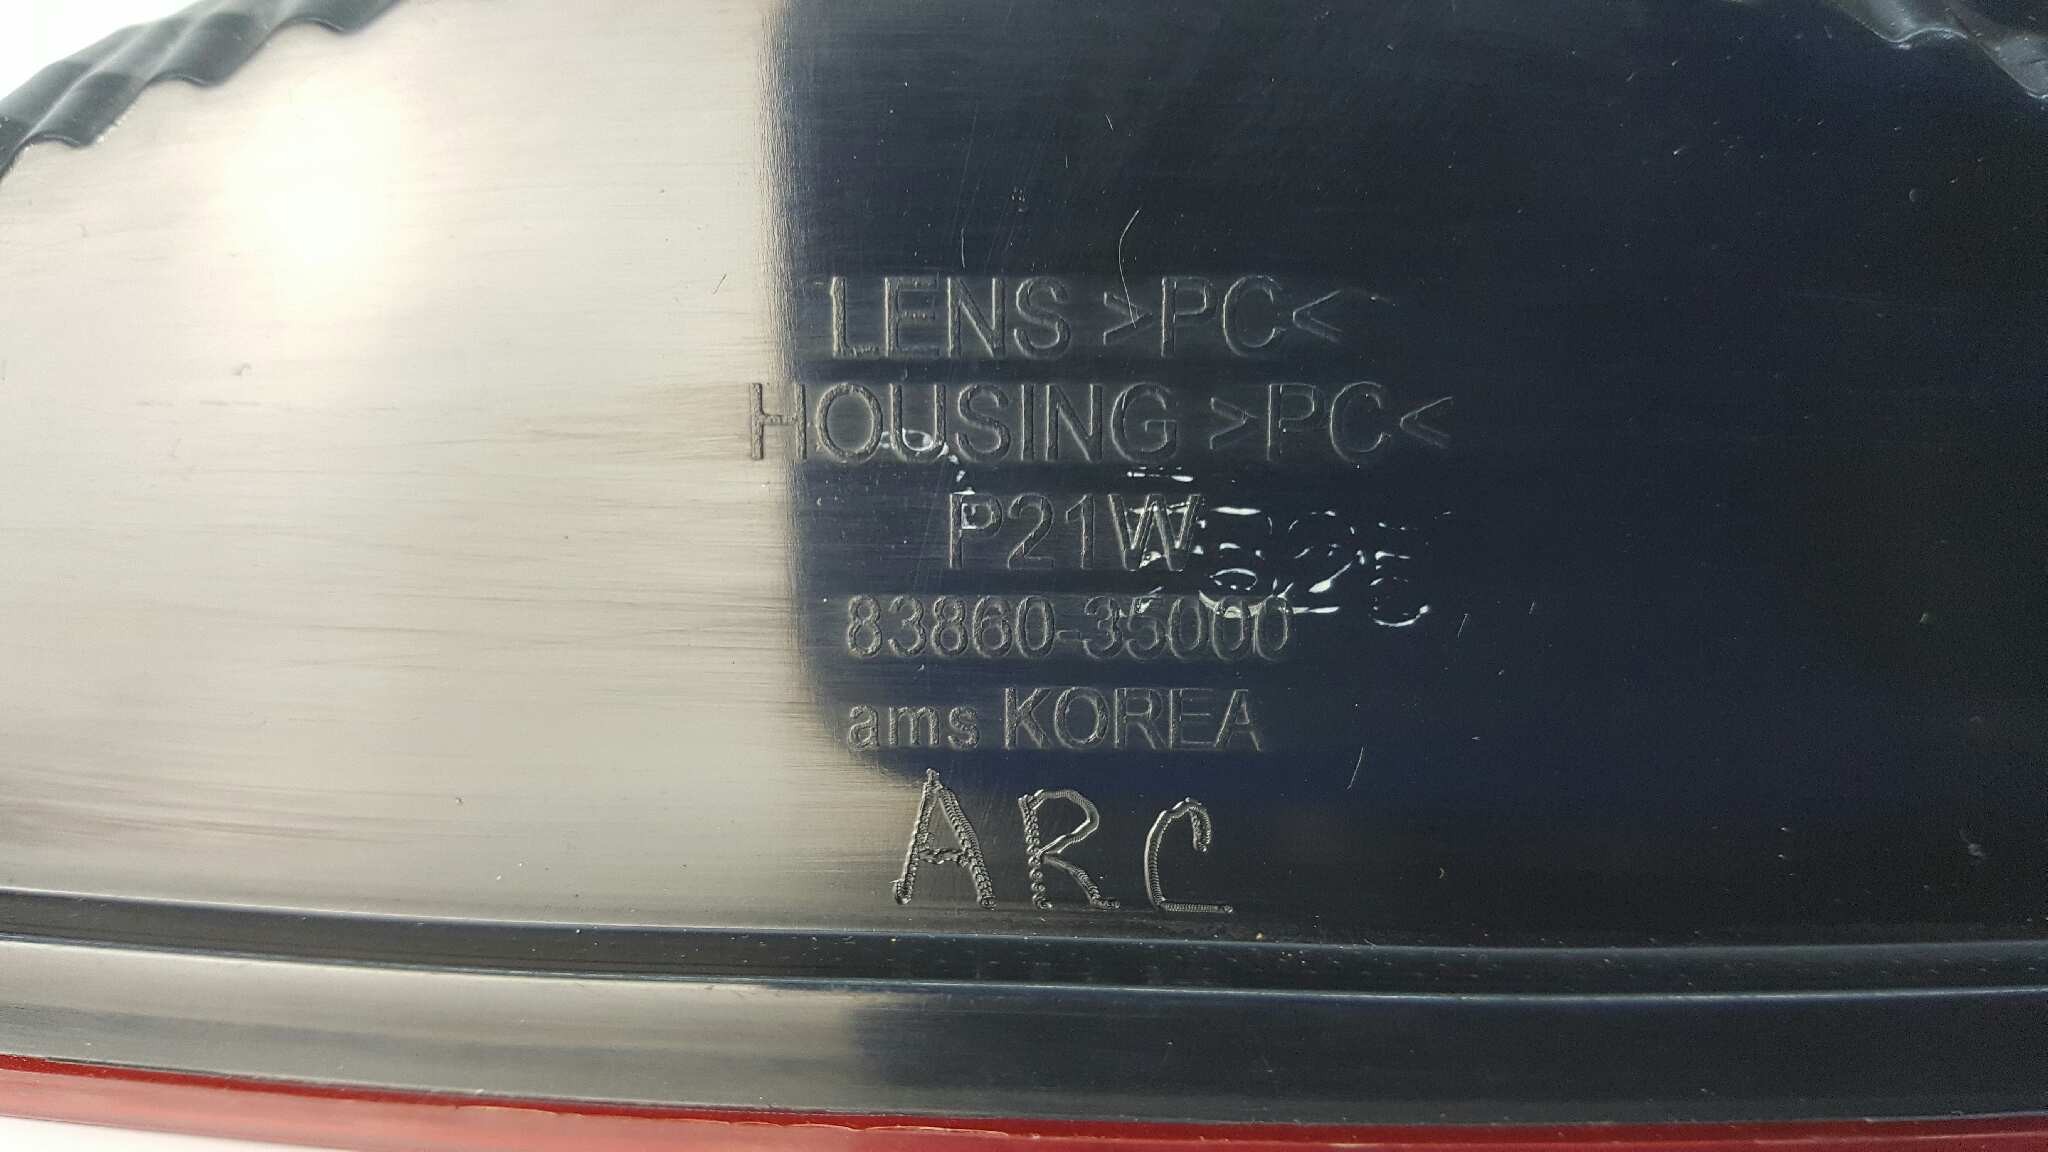 LENS >PC<
HOUSING >PC<
P21W
83860-35000
ams KOREA
ARC